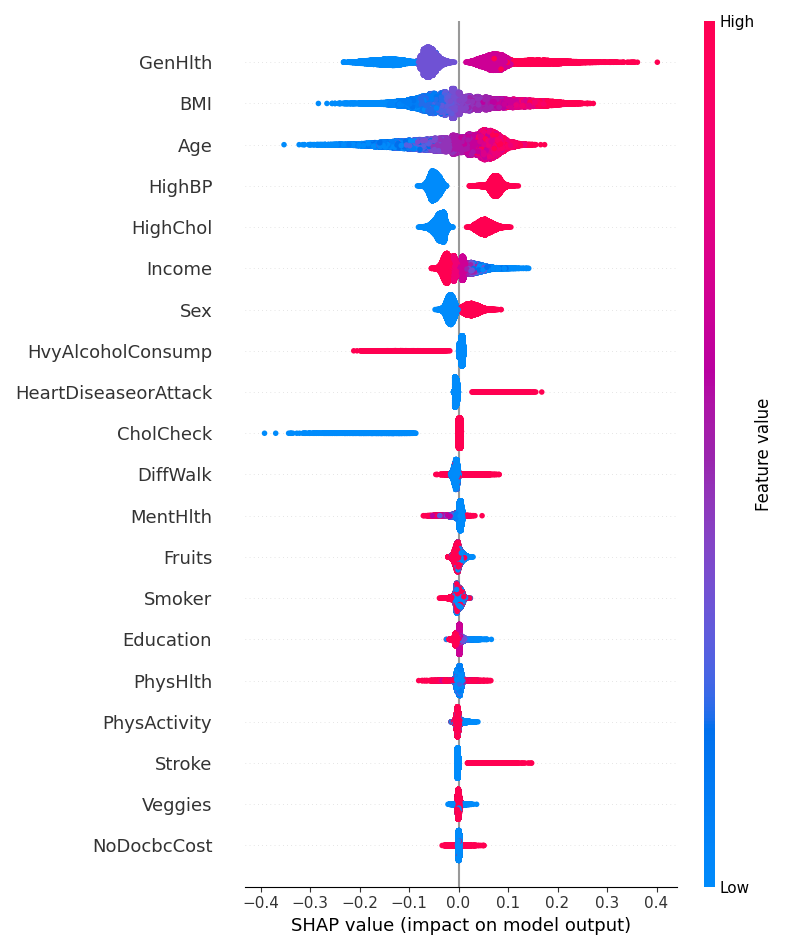 High
GenHlth
BMI
Age
HighBP
HighChol
Income
Sex
HvyAlcoholConsump
HeartDiseaseorAttack
CholCheck
DiffWalk
MentHlth
Fruits
Smoker
Education
PhysHlth
PhysActivity
Stroke
Veggies
NoDocbcCost
Feature value
Low
−0.4 −0.3 −0.2 −0.1 0.0 0.1 0.2 0.3 0.4
SHAP value (impact on model output)